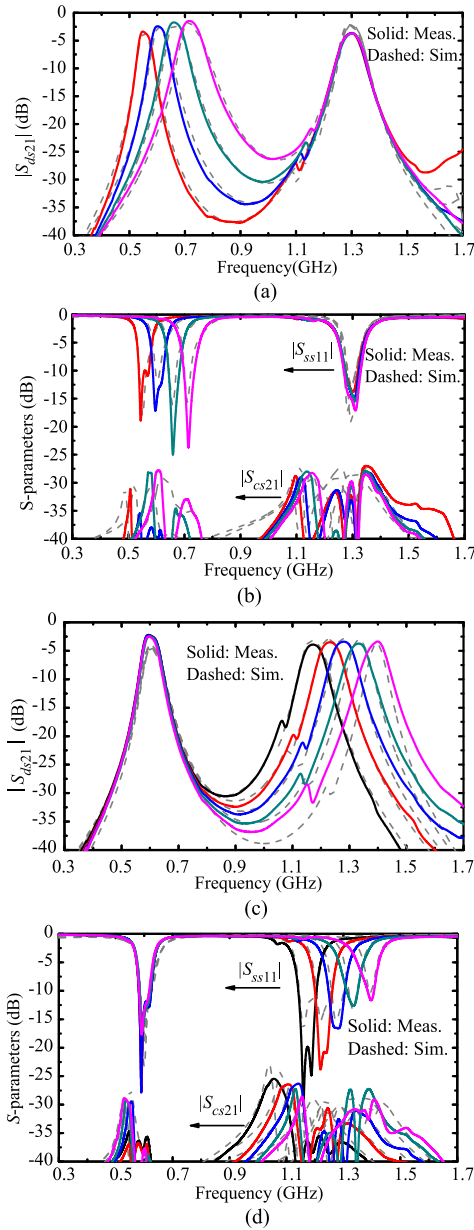 0
-5
-10
-15
-20
-25
-30
-35
-40
|S_ds21| (dB)
Solid: Meas.
Dashed: Sim.
0.3 0.5 0.7 0.9 1.1 1.3 1.5 1.7
Frequency(GHz)
(a)
0
-5
-10
-15
-20
-25
-30
-35
-40
S-parameters (dB)
|S_ss11|
Solid: Meas.
Dashed: Sim.
|S_cs21|
0.3 0.5 0.7 0.9 1.1 1.3 1.5 1.7
Frequency (GHz)
(b)
0
-5
-10
-15
-20
-25
-30
-35
-40
|S_ds21| (dB)
Solid: Meas.
Dashed: Sim.
0.3 0.5 0.7 0.9 1.1 1.3 1.5 1.7
Frequency (GHz)
(c)
0
-5
-10
-15
-20
-25
-30
-35
-40
S-parameters (dB)
|S_ss11|
Solid: Meas.
Dashed: Sim.
|S_cs21|
0.3 0.5 0.7 0.9 1.1 1.3 1.5 1.7
Frequency (GHz)
(d)